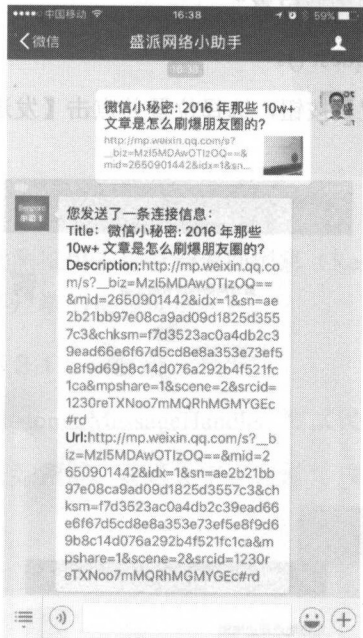 中国移动
16:38
59%
微信
盛派网络小助手
16:38
微信小秘密: 2016 年那些 10w+
文章是怎么刷爆朋友圈的?
http://mp.weixin.qq.com/s?
__biz=MzI5MDAwOTIzOQ==&
mid=2650901442&idx=1&sn...
您发送了一条连接信息:
Title: 微信小秘密: 2016 年那些
10w+ 文章是怎么刷爆朋友圈的?
Description:http://mp.weixin.qq.co
m/s?__biz=MzI5MDAwOTIzOQ==
&mid=2650901442&idx=1&sn=ae
2b21bb97e08ca9ad09d1825d355
7c3&chksm=f7d3523ac0a4db2c3
9ead66e6f67d5cd8e8a353e73ef5
e8f9d69b8c14d076a292b4f521fc
1ca&mpshare=1&scene=2&srcid=
1230reTXNoo7mMQRhMGMYGEc
#rd
Url:http://mp.weixin.qq.com/s?__b
iz=MzI5MDAwOTIzOQ==&mid=2
650901442&idx=1&sn=ae2b21bb
97e08ca9ad09d1825d3557c3&ch
ksm=f7d3523ac0a4db2c39ead66
e6f67d5cd8e8a353e73ef5e8f9d6
9b8c14d076a292b4f521fc1ca&m
pshare=1&scene=2&srcid=1230r
eTXNoo7mMQRhMGMYGEc#rd